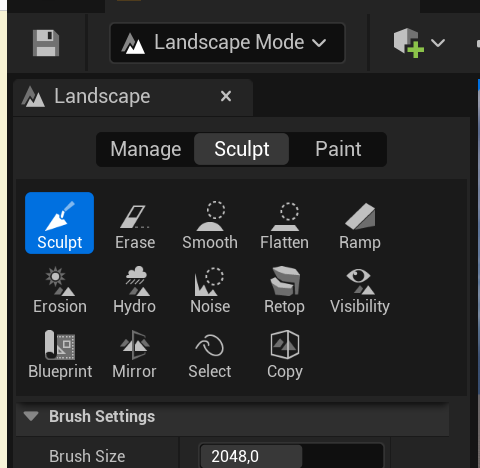 Landscape Mode
Landscape
Manage Sculpt Paint
Sculpt Erase Smooth Flatten Ramp
Erosion Hydro Noise Retop Visibility
Blueprint Mirror Select Copy
Brush Settings
Brush Size 2048,0